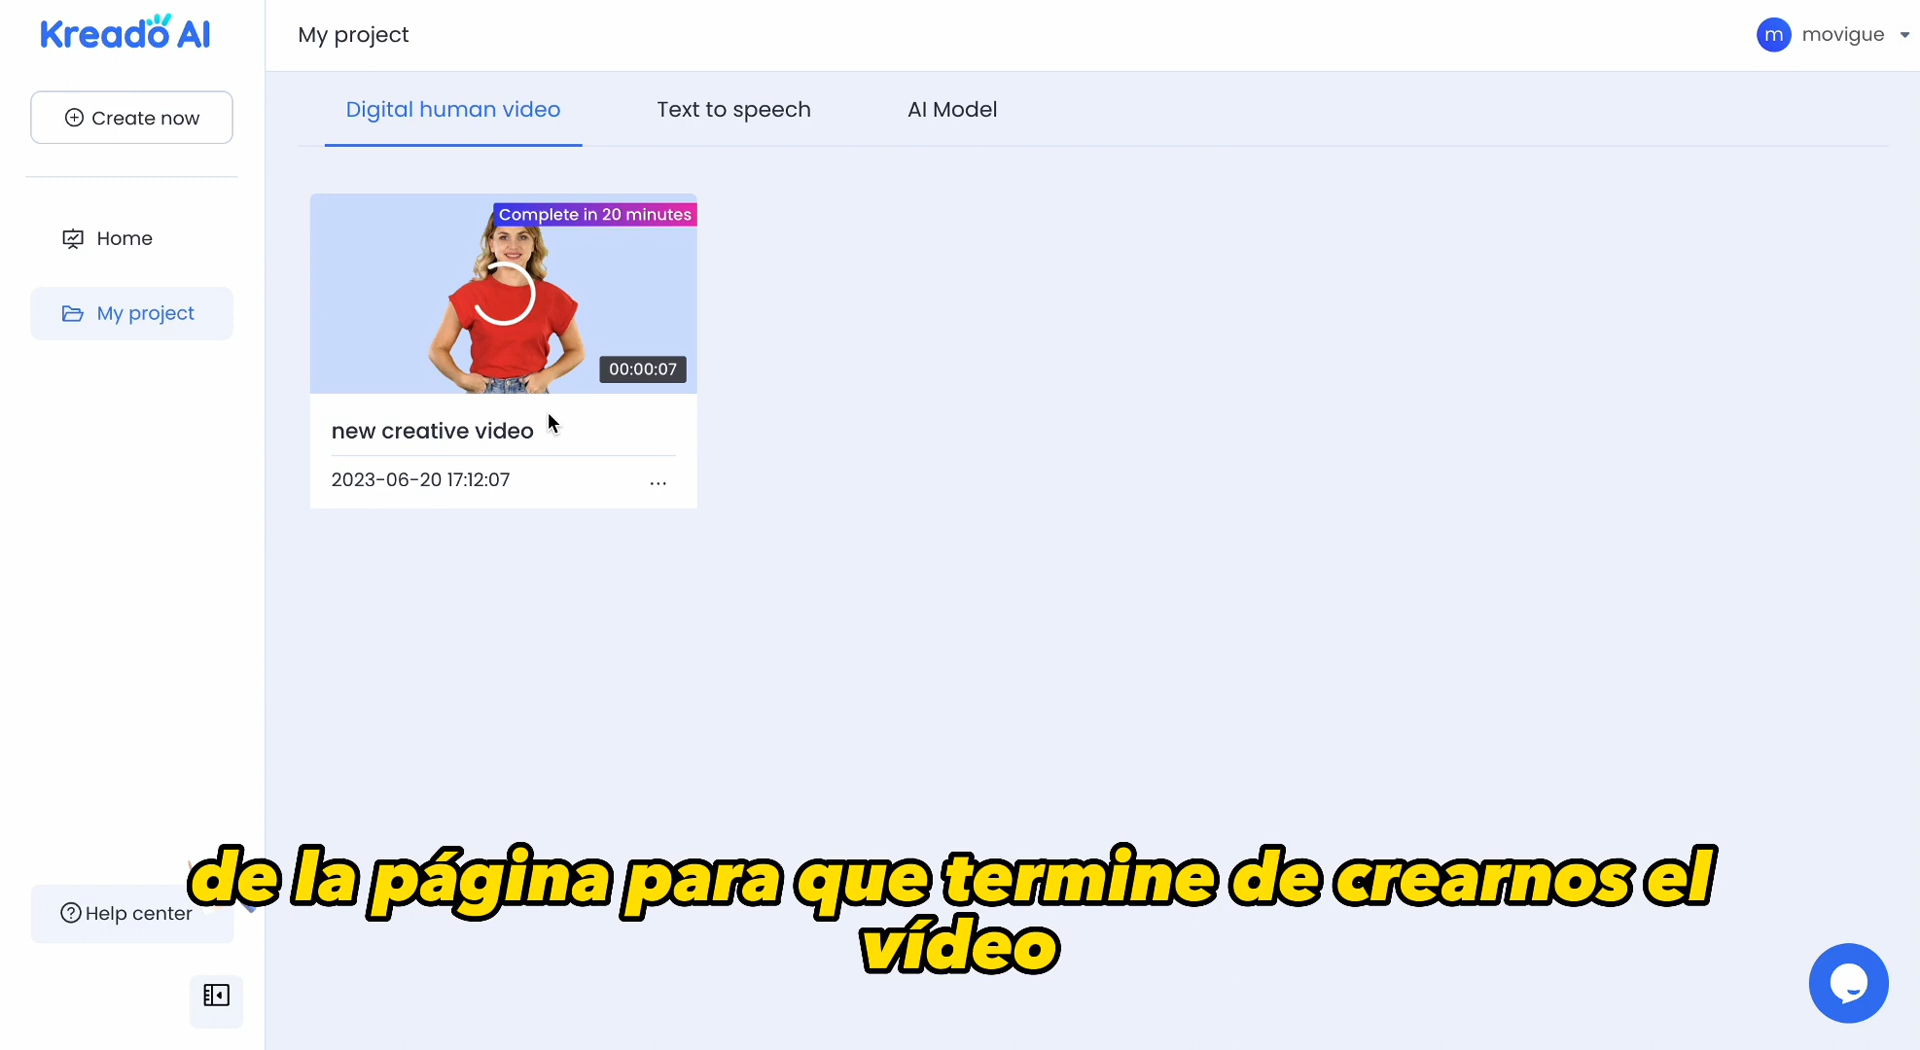 Kreado AI
My project
m movigue
Create now
Digital human video
Text to speech
AI Model
Complete in 20 minutes
Home
My project
00:00:07
new creative video
2023-06-20 17:12:07
...
de la página para que termine de crearnos el
vídeo
Help center